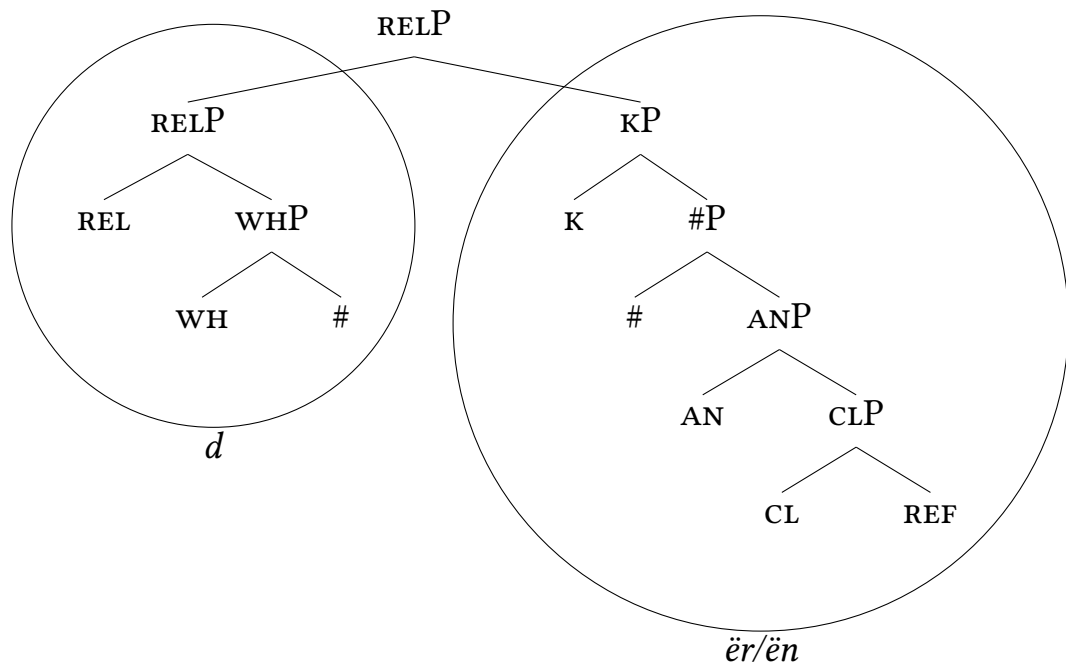 RELP
RELP KP
REL WHP K #P
WH # # ANP
d AN CLP
CL REF
ër/ën